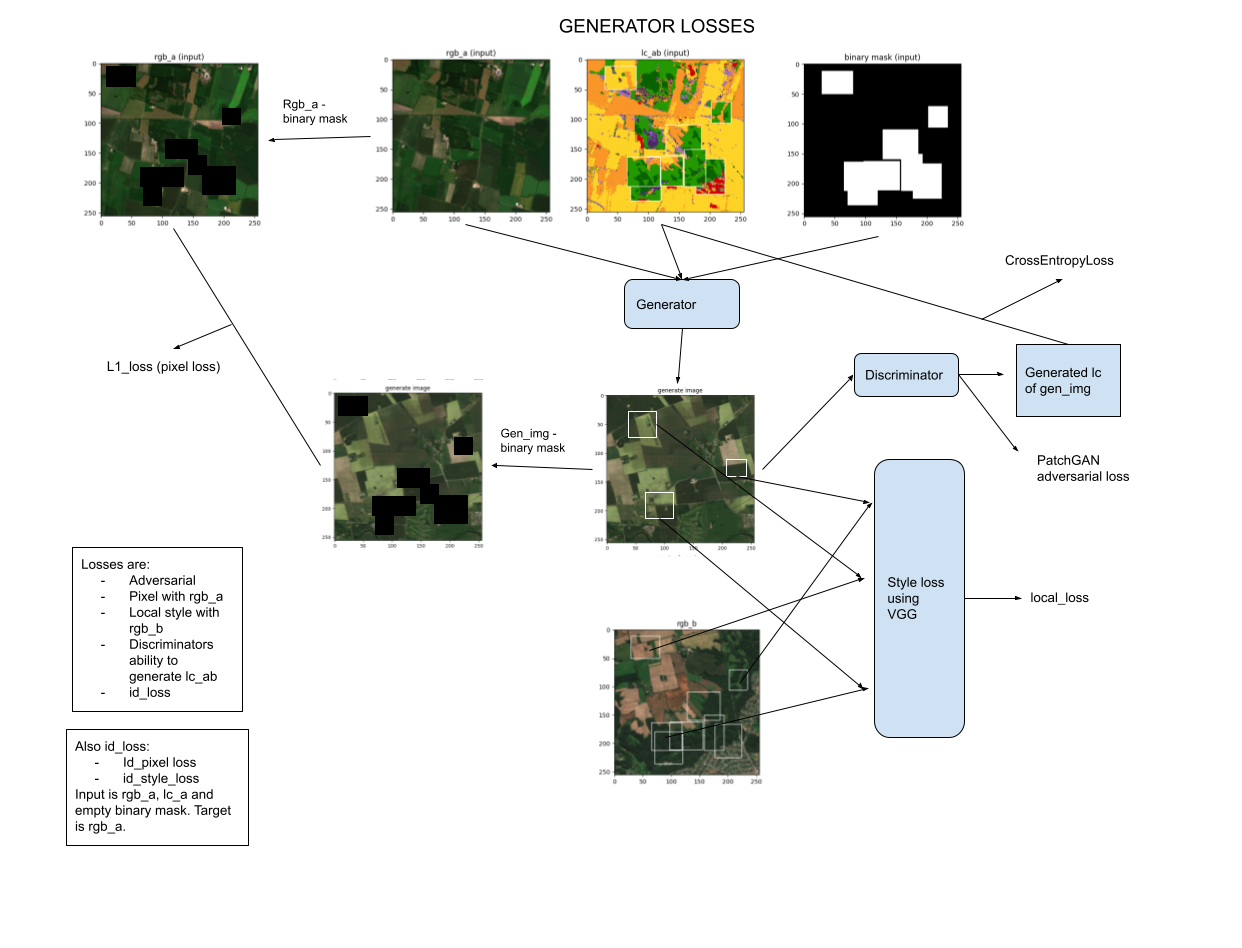 GENERATOR LOSSES
rgb_a (input)
0
50
100
150
200
250
0 50 100 150 200 250
Rgb_a -
binary mask
rgb_a (input)
0
50
100
150
200
250
0 50 100 150 200 250
lc_ab (input)
0
50
100
150
200
250
0 50 100 150 200 250
binary mask (input)
0
50
100
150
200
250
0 50 100 150 200 250
Generator
CrossEntropyLoss
L1_loss (pixel loss)
Discriminator
Generated lc
of gen_img
PatchGAN
adversarial loss
generate image
0
50
100
150
200
250
0 50 100 150 200 250
Gen_img -
binary mask
generate image
0
50
100
150
200
250
0 50 100 150 200 250
Style loss
using
VGG
local_loss
rgb_b
0
50
100
150
200
250
0 50 100 150 200 250
Losses are:
- Adversarial
- Pixel with rgb_a
- Local style with
rgb_b
- Discriminators
ability to
generate lc_ab
- id_loss
Also id_loss:
- Id_pixel loss
- id_style_loss
Input is rgb_a, lc_a and
empty binary mask. Target
is rgb_a.